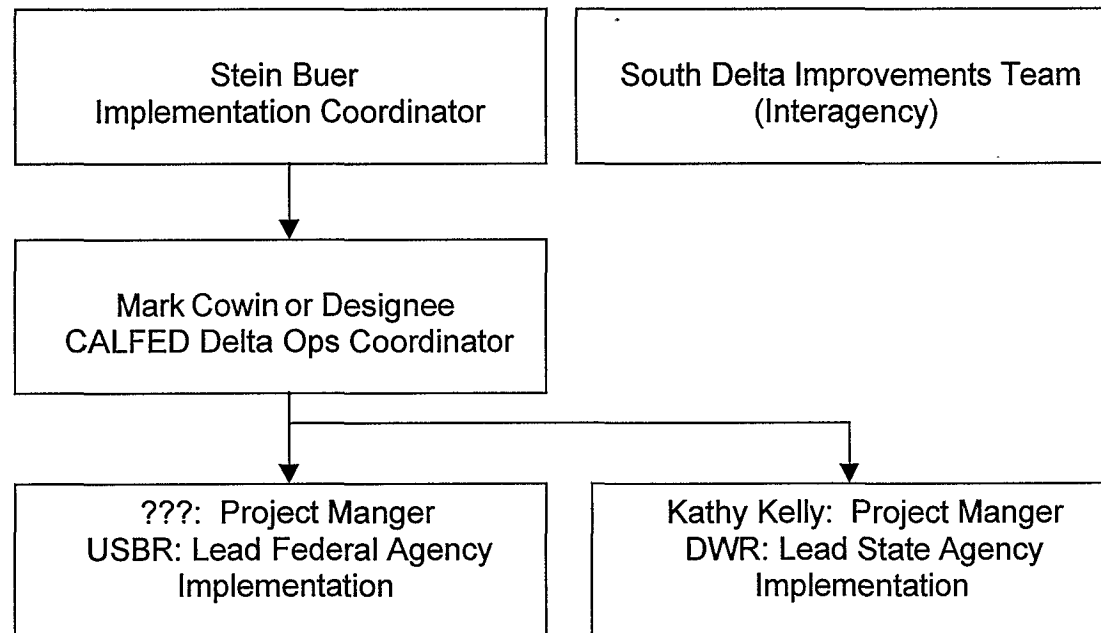 Stein Buer
Implementation Coordinator
South Delta Improvements Team
(Interagency)
Mark Cowin or Designee
CALFED Delta Ops Coordinator
???: Project Manger
USBR: Lead Federal Agency
Implementation
Kathy Kelly: Project Manger
DWR: Lead State Agency
Implementation